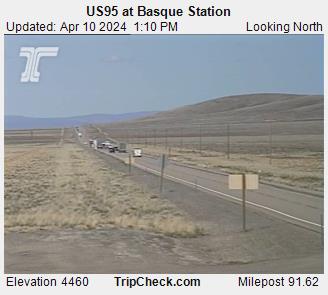 US95 at Basque Station
Updated: Apr 10 2024 1:10 PM Looking North
Elevation 4460 TripCheck.com Milepost 91.62